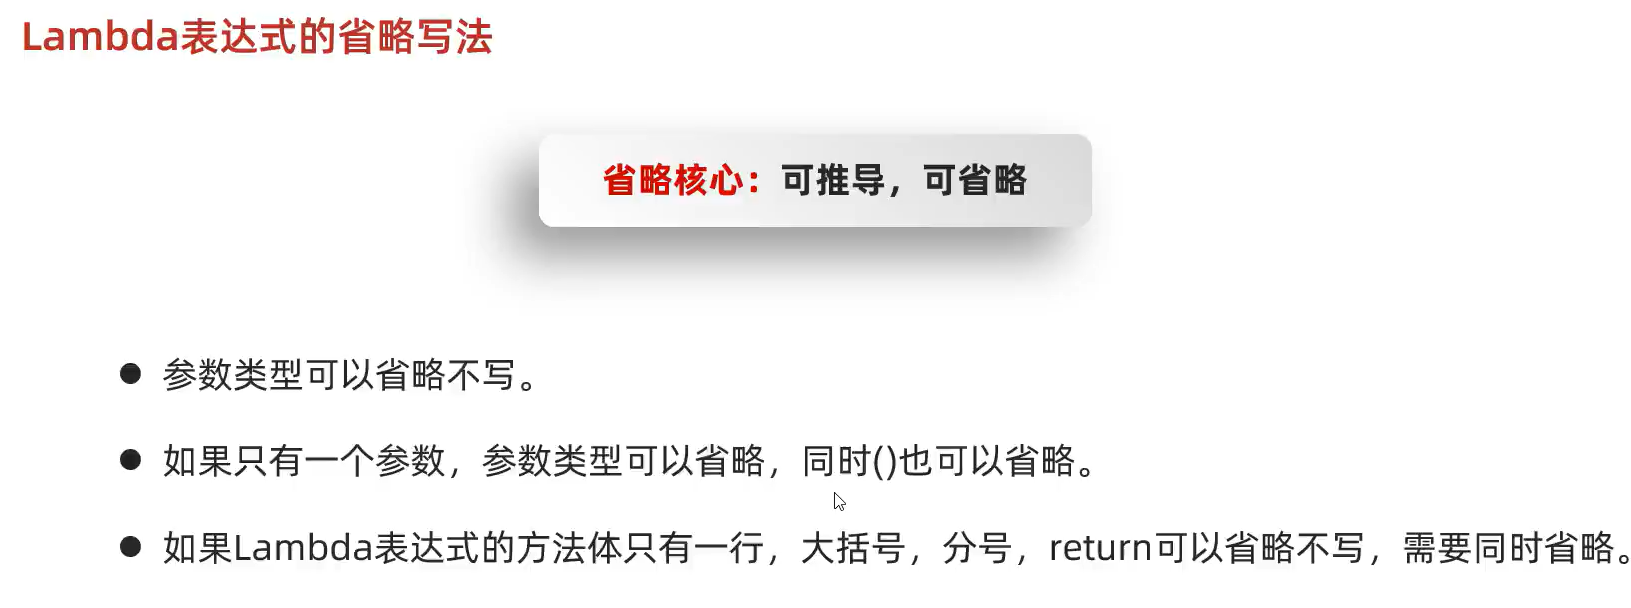 Lambda表达式的省略写法
省略核心：可推导，可省略
● 参数类型可以省略不写。
● 如果只有一个参数，参数类型可以省略，同时()也可以省略。
● 如果Lambda表达式的方法体只有一行，大括号，分号，return可以省略不写，需要同时省略。